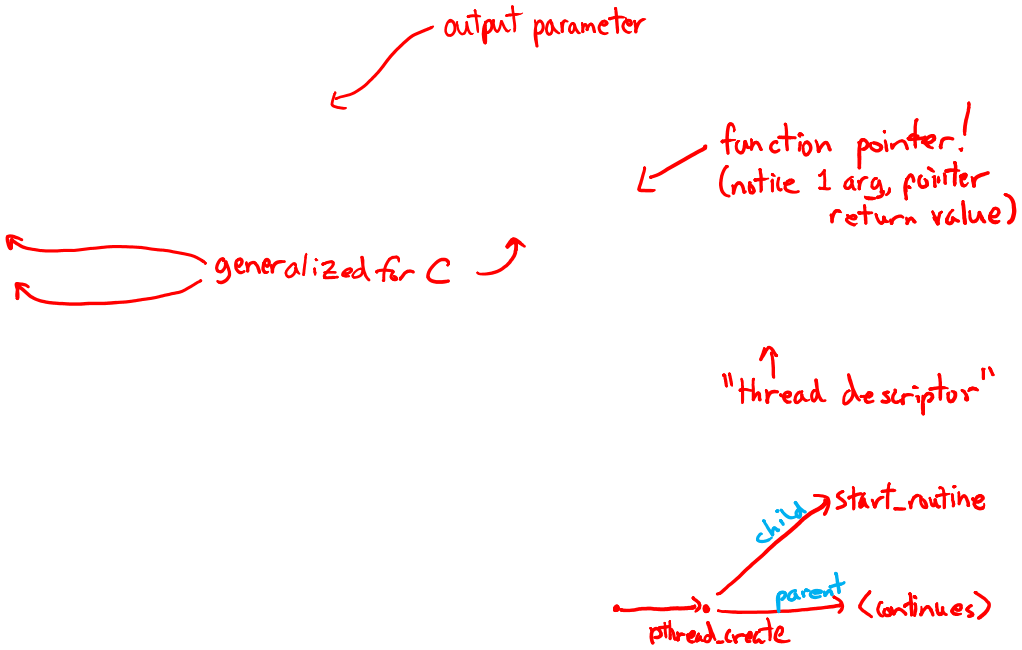 output parameter
function pointer!
(notice 1 arg, pointer
return value)
generalized for C
"thread descriptor"
start_routine
child
parent
<continues>
pthread_create